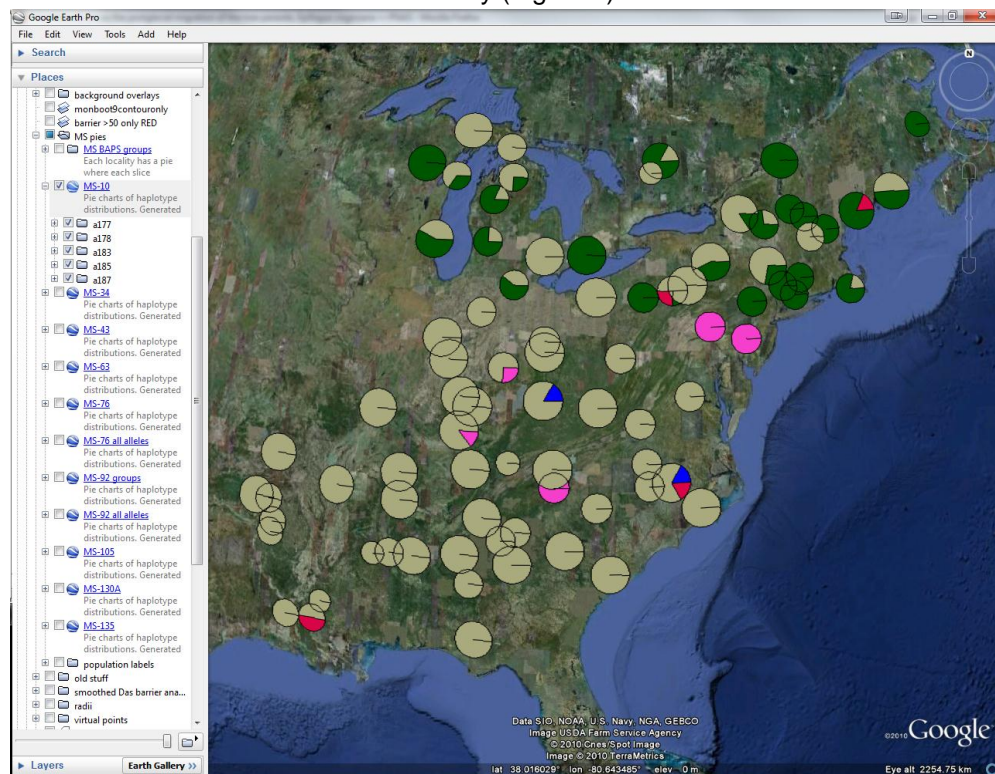 Google Earth Pro
File Edit View Tools Add Help
Search
Places
background overlays
monboot9contouronly
barrier >50 only RED
MS pies
MS BAPS groups
Each locality has a pie
where each slice
MS-10
Pie charts of haplotype
distributions. Generated
a177
a178
a183
a185
a187
MS-34
Pie charts of haplotype
distributions. Generated
MS-43
Pie charts of haplotype
distributions. Generated
MS-63
Pie charts of haplotype
distributions. Generated
MS-76
Pie charts of haplotype
distributions. Generated
MS-76 all alleles
Pie charts of haplotype
distributions. Generated
MS-92 groups
Pie charts of haplotype
distributions. Generated
MS-92 all alleles
Pie charts of haplotype
distributions. Generated
MS-105
Pie charts of haplotype
distributions. Generated
MS-130A
Pie charts of haplotype
distributions. Generated
MS-135
Pie charts of haplotype
distributions. Generated
population labels
old stuff
smoothed Das barrier ana...
radii
virtual points
Layers
Earth Gallery >>
N
Data SIO, NOAA, U.S. Navy, NGA, GEBCO
Image USDA Farm Service Agency
© 2010 Cnes/Spot Image
Image © 2010 TerraMetrics
©2010 Google
lat 38.016029° lon -80.643485° elev 0 m
Eye alt 2254.75 km